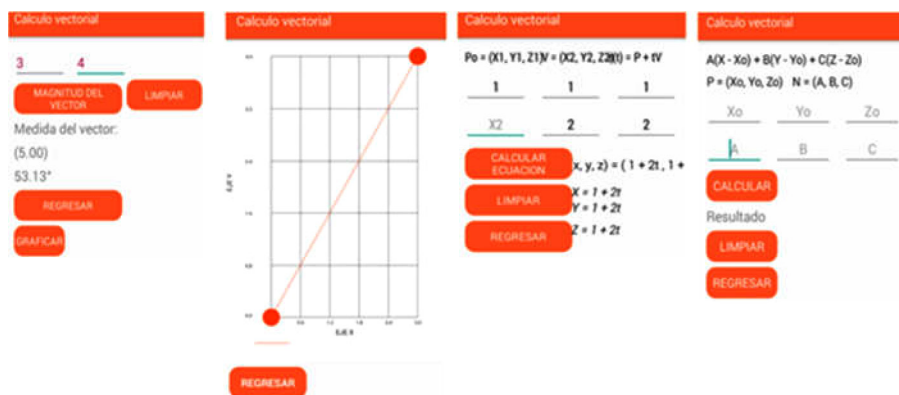 Calculo vectorial
3 4
MAGNITUD DEL
VECTOR
LIMPIAR
Medida del vector:
(5.00)
53.13°
REGRESAR
GRAFICAR
Calculo vectorial
REGRESAR
Calculo vectorial
Po = (X1, Y1, Z1) V = (X2, Y2, Z2) (t) = P + tV
1 1 1
X2 2 2
CALCULAR
ECUACION
x, y, z) = ( 1 + 2t , 1 +
LIMPIAR
X = 1 + 2t
Y = 1 + 2t
REGRESAR
Z = 1 + 2t
Calculo vectorial
A(X - Xo) + B(Y - Yo) + C(Z - Zo)
P = (Xo, Yo, Zo) N = (A, B, C)
Xo Yo Zo
A B C
CALCULAR
Resultado
LIMPIAR
REGRESAR